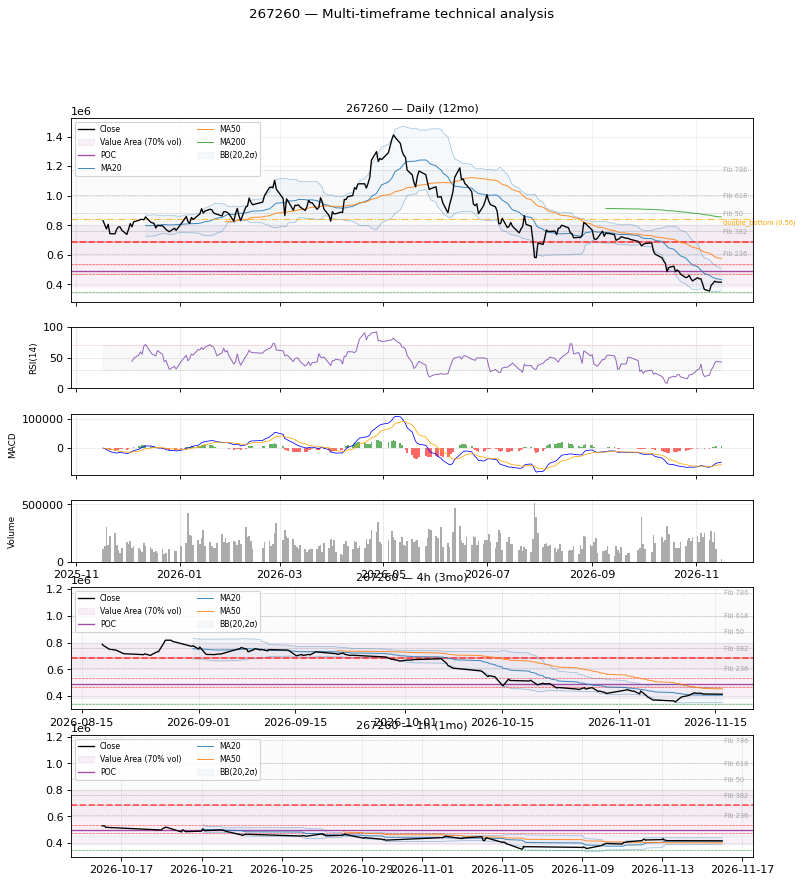 267260 — Multi-timeframe technical analysis
267260 — Daily (12mo)
1e6
Close
Value Area (70% vol)
POC
MA20
MA50
MA200
BB(20,2σ)
1.4
1.2
1.0
0.8
0.6
0.4
Fib 786
Fib 618
Fib 50
double_bottom (0.56)
Fib 382
Fib 236
RSI(14)
100
50
0
MACD
100000
0
Volume
500000
0
2025-11 2026-01 2026-03 2026-05 2026-07 2026-09 2026-11
267260 — 4h (3mo)
1e6
Close
Value Area (70% vol)
POC
MA20
MA50
BB(20,2σ)
1.2
1.0
0.8
0.6
0.4
Fib 786
Fib 618
Fib 50
Fib 382
Fib 236
2026-08-15 2026-09-01 2026-09-15 2026-10-01 2026-10-15 2026-11-01 2026-11-15
267260 — 1h (1mo)
1e6
Close
Value Area (70% vol)
POC
MA20
MA50
BB(20,2σ)
1.2
1.0
0.8
0.6
0.4
Fib 786
Fib 618
Fib 50
Fib 382
Fib 236
2026-10-17 2026-10-21 2026-10-25 2026-10-29 2026-11-01 2026-11-05 2026-11-09 2026-11-13 2026-11-17